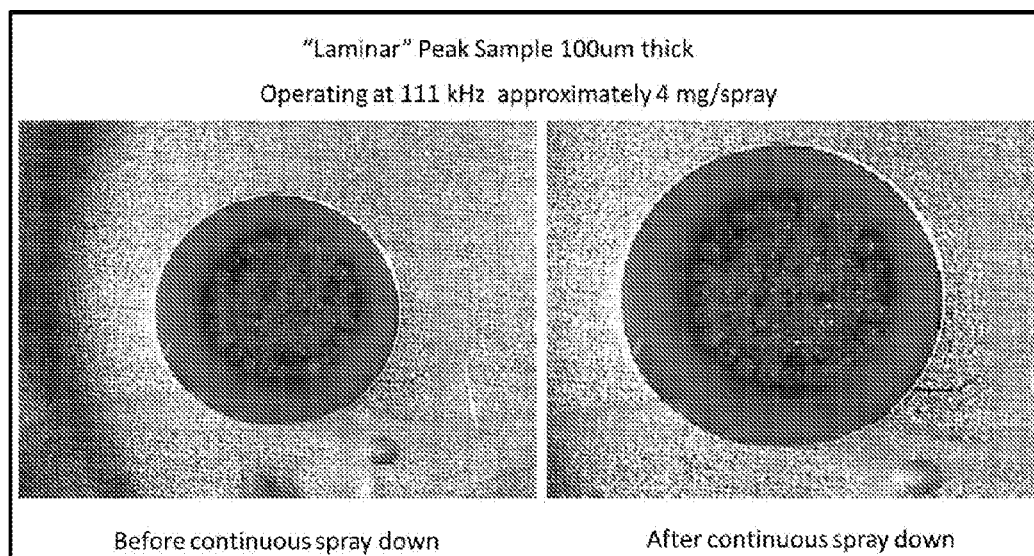 "Laminar" Peak Sample 100um thick
Operating at 111 kHz approximately 4 mg/spray
Before continuous spray down
After continuous spray down